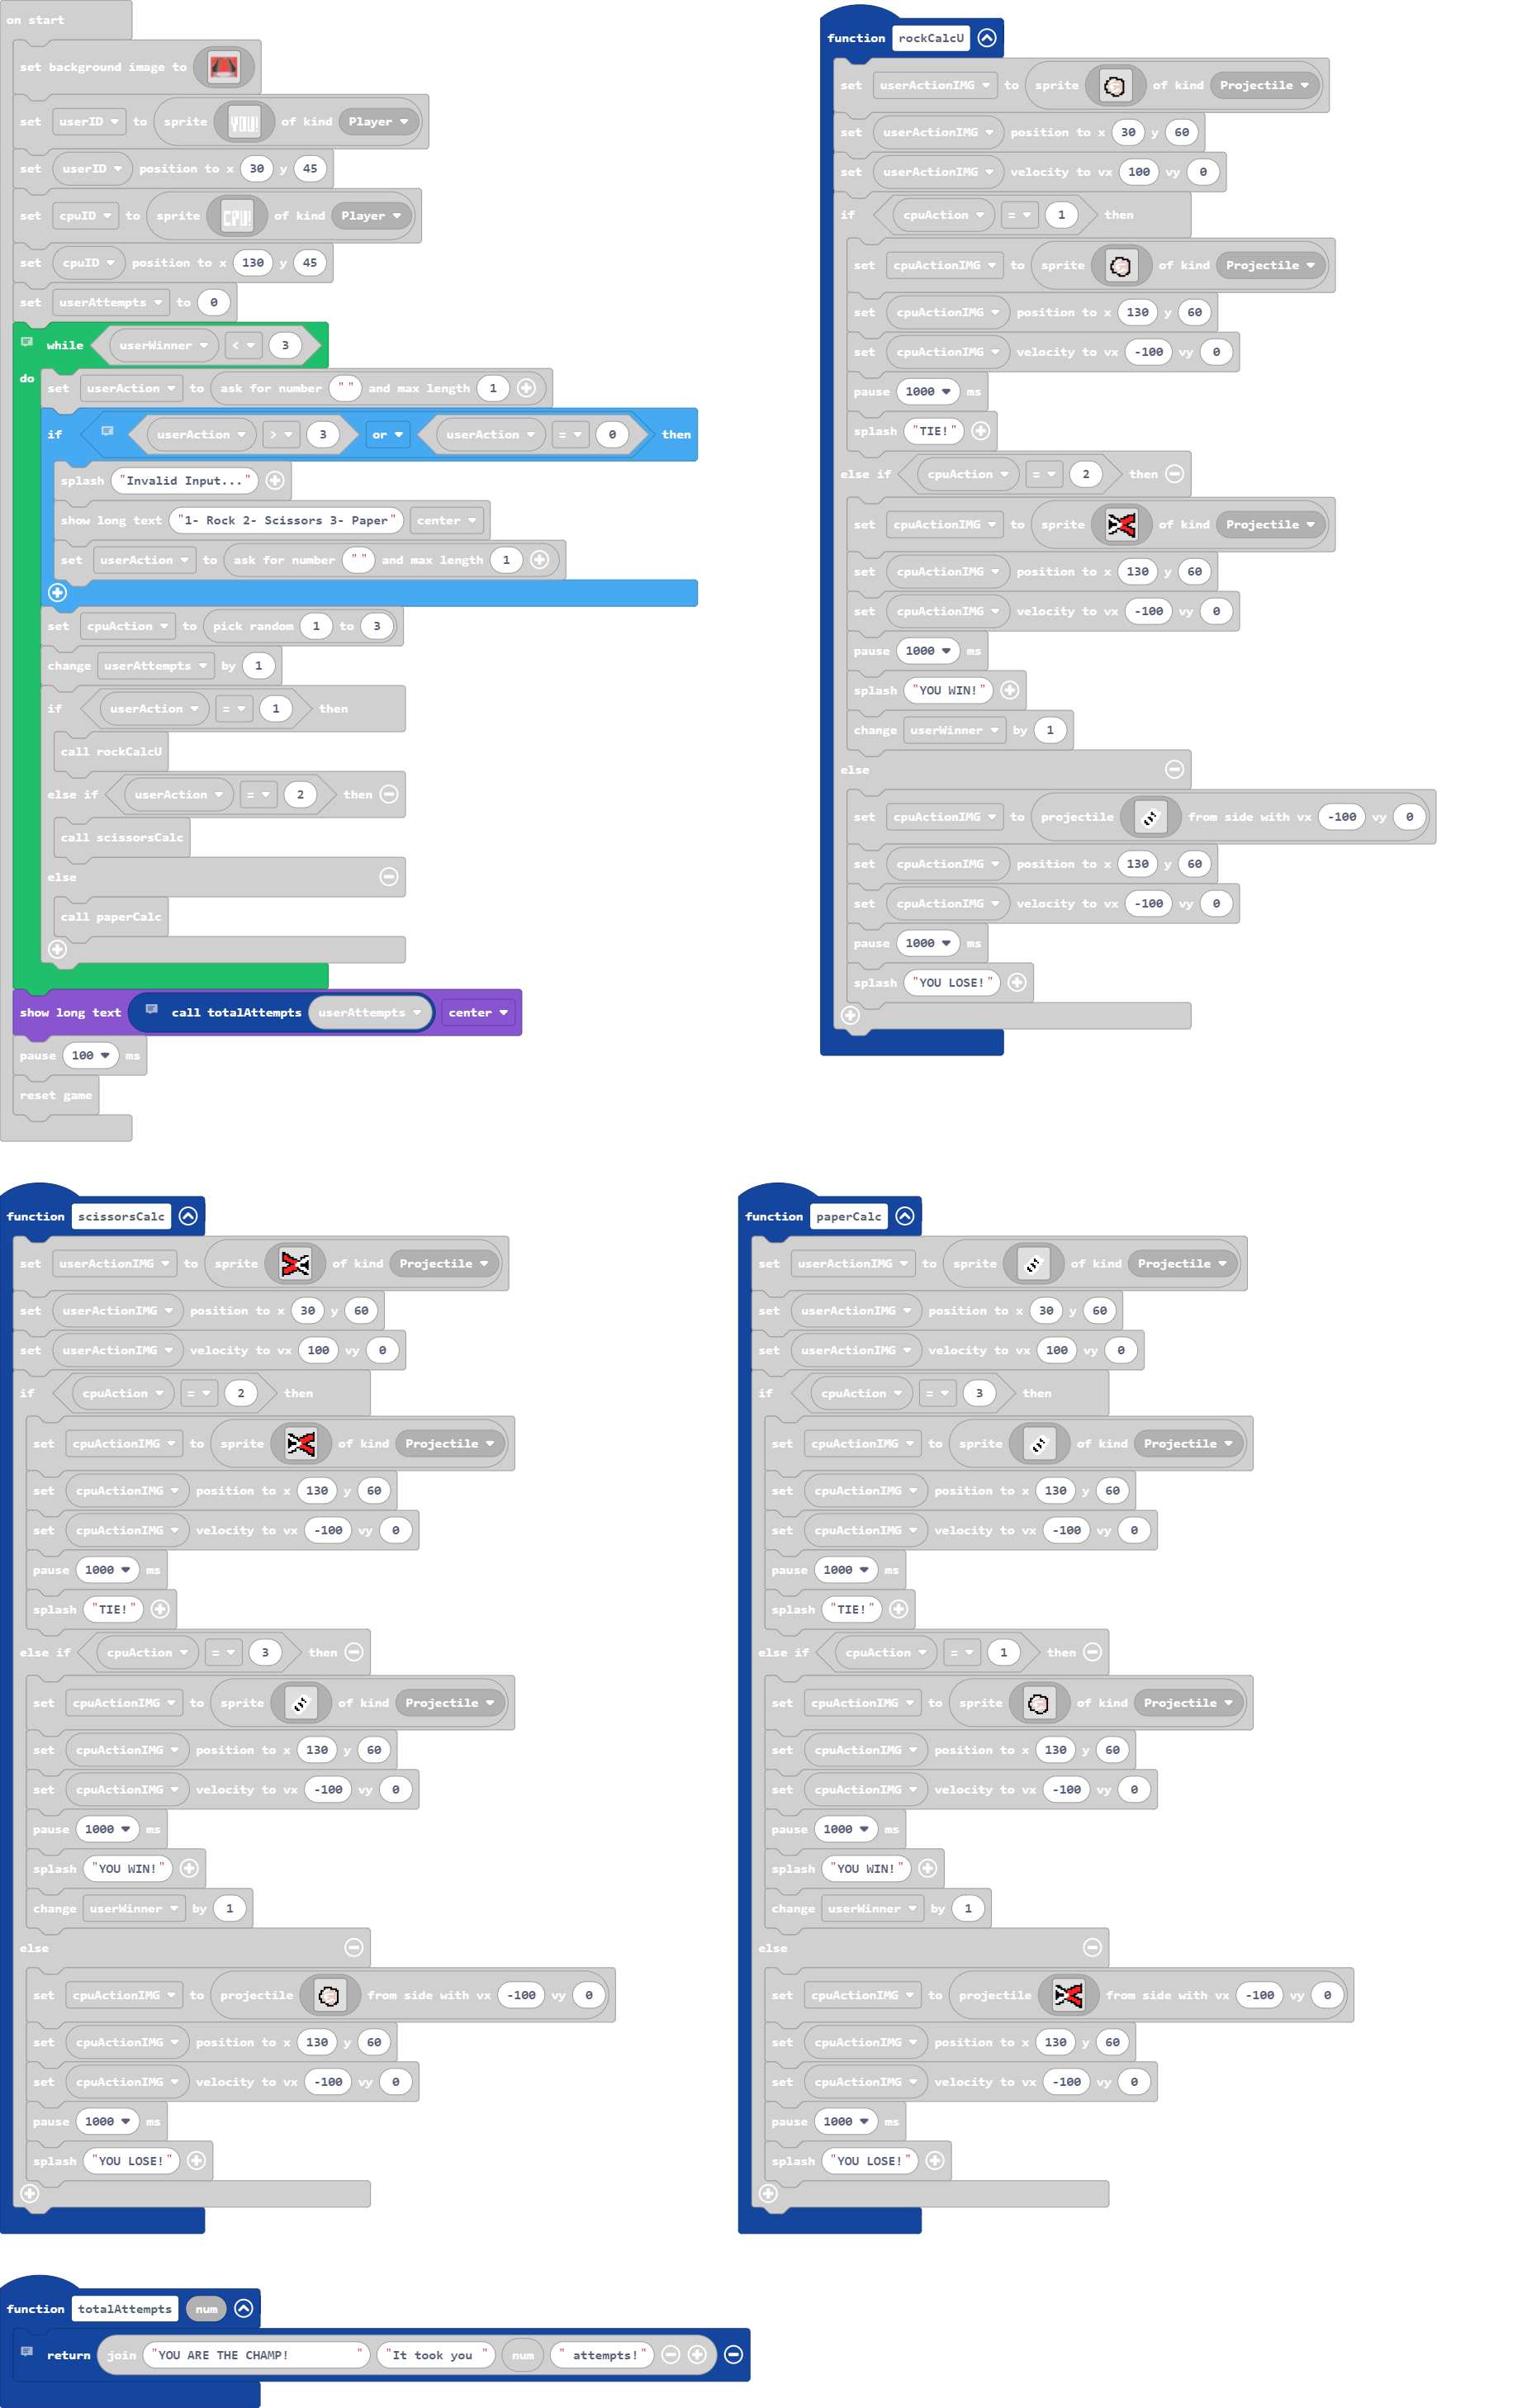 on start
set background image to
set userID to sprite YOU! of kind Player
set userID position to x 30 y 45
set cpuID to sprite CPU! of kind Player
set cpuID position to x 130 y 45
set userAttempts to 0
while userWinner < 3
do
set userAction to ask for number " " and max length 1
if userAction > 3 or userAction = 0 then
splash "Invalid Input..."
show long text "1- Rock 2- Scissors 3- Paper" center
set userAction to ask for number " " and max length 1
set cpuAction to pick random 1 to 3
change userAttempts by 1
if userAction = 1 then
call rockCalcU
else if userAction = 2 then
call scissorsCalc
else
call paperCalc
show long text call totalAttempts userAttempts center
pause 100 ms
reset game
function rockCalcU
set userActionIMG to sprite of kind Projectile
set userActionIMG position to x 30 y 60
set userActionIMG velocity to vx 100 vy 0
if cpuAction = 1 then
set cpuActionIMG to sprite of kind Projectile
set cpuActionIMG position to x 130 y 60
set cpuActionIMG velocity to vx -100 vy 0
pause 1000 ms
splash "TIE!"
else if cpuAction = 2 then
set cpuActionIMG to sprite of kind Projectile
set cpuActionIMG position to x 130 y 60
set cpuActionIMG velocity to vx -100 vy 0
pause 1000 ms
splash "YOU WIN!"
change userWinner by 1
else
set cpuActionIMG to projectile from side with vx -100 vy 0
set cpuActionIMG position to x 130 y 60
set cpuActionIMG velocity to vx -100 vy 0
pause 1000 ms
splash "YOU LOSE!"
function scissorsCalc
set userActionIMG to sprite of kind Projectile
set userActionIMG position to x 30 y 60
set userActionIMG velocity to vx 100 vy 0
if cpuAction = 2 then
set cpuActionIMG to sprite of kind Projectile
set cpuActionIMG position to x 130 y 60
set cpuActionIMG velocity to vx -100 vy 0
pause 1000 ms
splash "TIE!"
else if cpuAction = 3 then
set cpuActionIMG to sprite of kind Projectile
set cpuActionIMG position to x 130 y 60
set cpuActionIMG velocity to vx -100 vy 0
pause 1000 ms
splash "YOU WIN!"
change userWinner by 1
else
set cpuActionIMG to projectile from side with vx -100 vy 0
set cpuActionIMG position to x 130 y 60
set cpuActionIMG velocity to vx -100 vy 0
pause 1000 ms
splash "YOU LOSE!"
function paperCalc
set userActionIMG to sprite of kind Projectile
set userActionIMG position to x 30 y 60
set userActionIMG velocity to vx 100 vy 0
if cpuAction = 3 then
set cpuActionIMG to sprite of kind Projectile
set cpuActionIMG position to x 130 y 60
set cpuActionIMG velocity to vx -100 vy 0
pause 1000 ms
splash "TIE!"
else if cpuAction = 1 then
set cpuActionIMG to sprite of kind Projectile
set cpuActionIMG position to x 130 y 60
set cpuActionIMG velocity to vx -100 vy 0
pause 1000 ms
splash "YOU WIN!"
change userWinner by 1
else
set cpuActionIMG to projectile from side with vx -100 vy 0
set cpuActionIMG position to x 130 y 60
set cpuActionIMG velocity to vx -100 vy 0
pause 1000 ms
splash "YOU LOSE!"
function totalAttempts num
return join "YOU ARE THE CHAMP! " "It took you " num " attempts!"